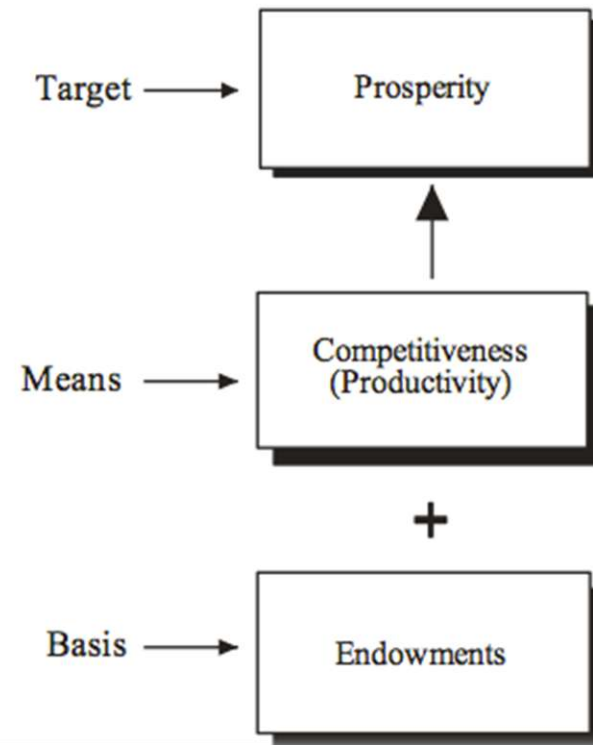 Target
Prosperity
Means
Competitiveness
(Productivity)
+
Basis
Endowments